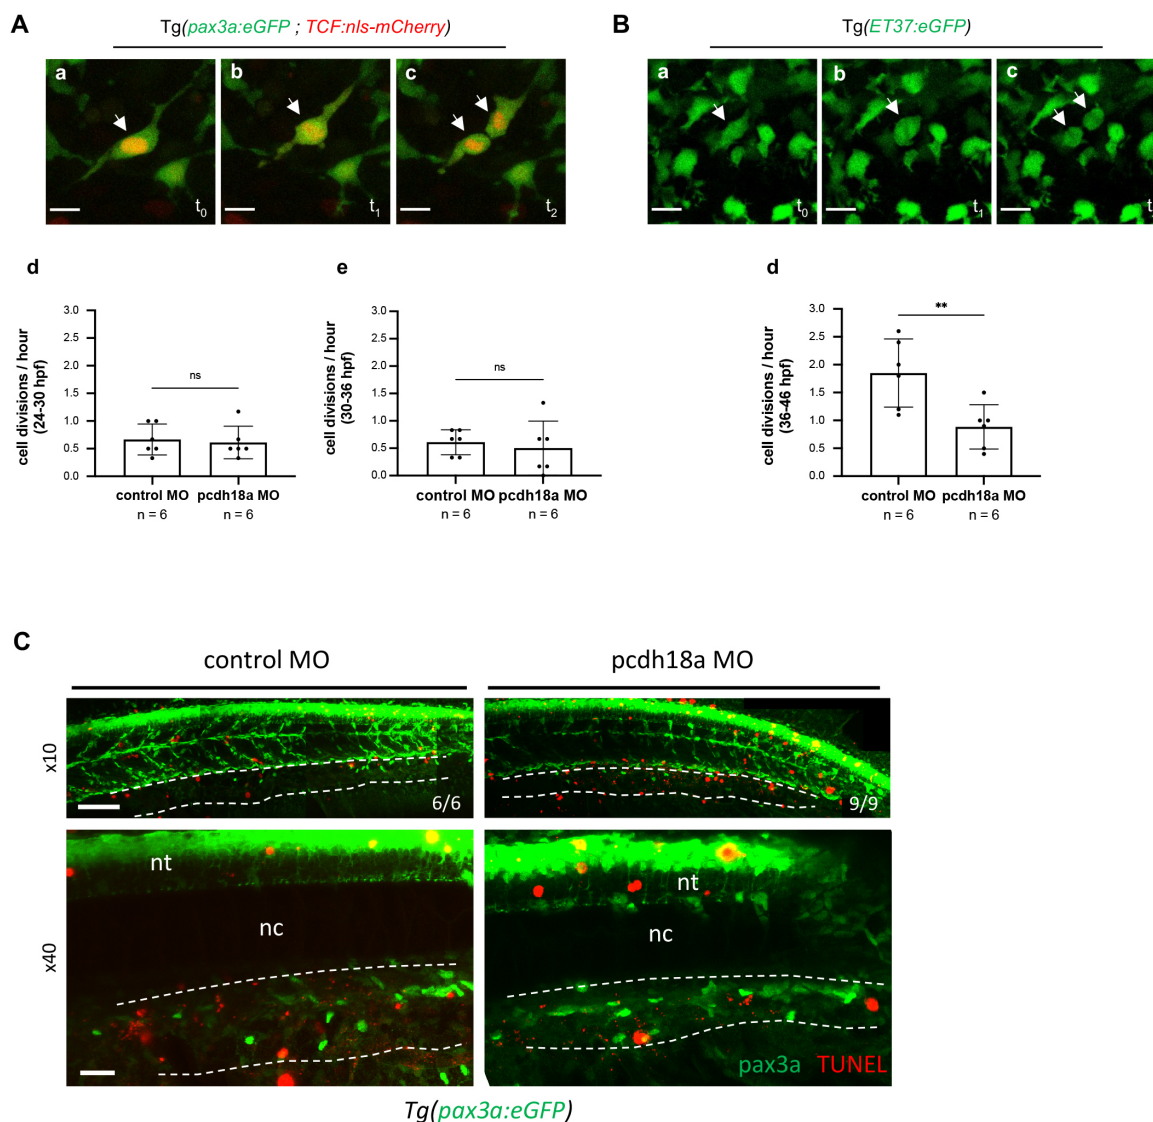 A
Tg(pax3a:eGFP ; TCF:nls-mCherry)
a
b
c
t0
t1
t2
B
Tg(ET37:eGFP)
a
b
c
t0
t1
t
d
cell divisions / hour
(24-30 hpf)
3.0
2.5
2.0
1.5
1.0
0.5
0.0
ns
control MO
pcdh18a MO
n = 6
n = 6
e
cell divisions / hour
(30-36 hpf)
3.0
2.5
2.0
1.5
1.0
0.5
0.0
ns
control MO
pcdh18a MO
n = 6
n = 6
d
cell divisions / hour
(36-46 hpf)
3.0
2.5
2.0
1.5
1.0
0.5
0.0
**
control MO
pcdh18a MO
n = 6
n = 6
C
control MO
pcdh18a MO
x10
6/6
9/9
x40
nt
nc
nt
nc
pax3a TUNEL
Tg(pax3a:eGFP)